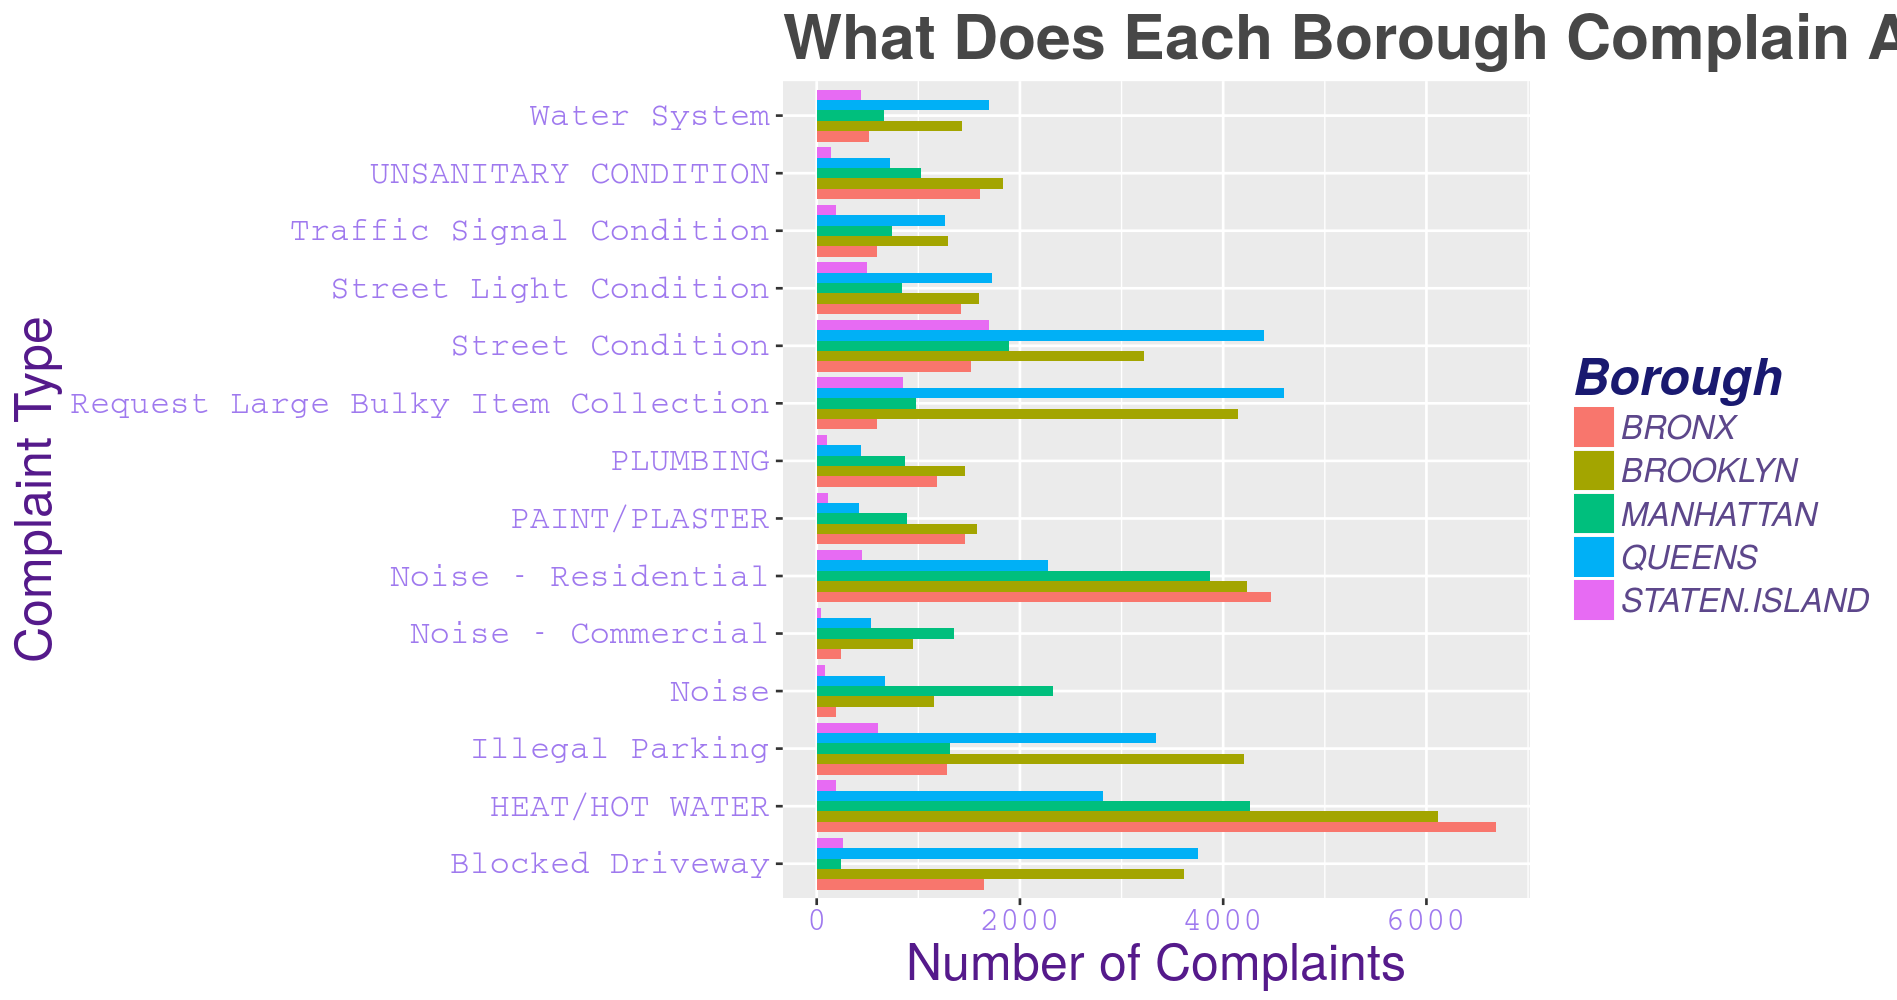 What Does Each Borough Complain A
Complaint Type
Water System
UNSANITARY CONDITION
Traffic Signal Condition
Street Light Condition
Street Condition
Request Large Bulky Item Collection
PLUMBING
PAINT/PLASTER
Noise - Residential
Noise - Commercial
Noise
Illegal Parking
HEAT/HOT WATER
Blocked Driveway
0 2000 4000 6000
Number of Complaints
Borough
BRONX
BROOKLYN
MANHATTAN
QUEENS
STATEN.ISLAND